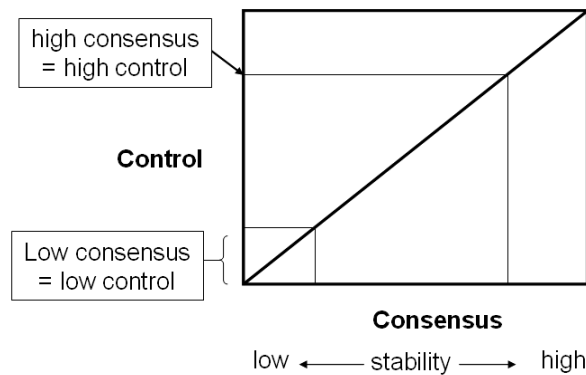 high consensus
= high control
Control
Low consensus
= low control
Consensus
low stability high